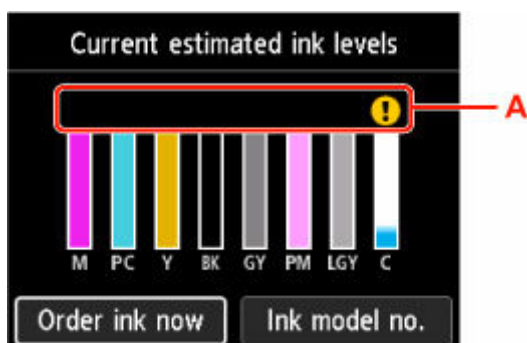 Current estimated ink levels
A
M PC Y BK GY PM LGY C
Order ink now Ink model no.